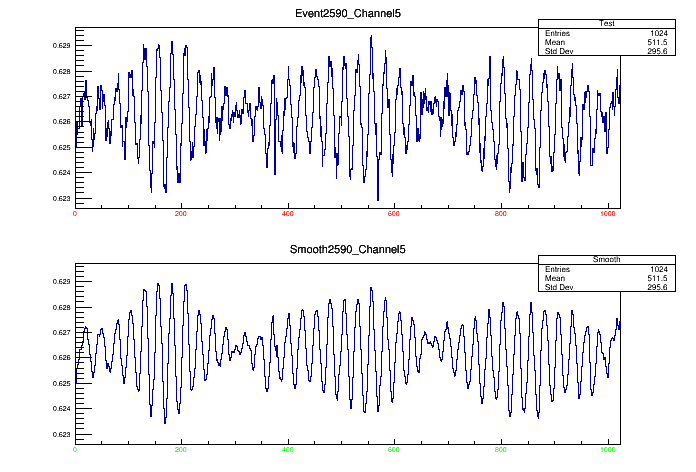 Event2590_Channel5
Test
Entries 1024
Mean 511.5
Std Dev 295.6
0.629
0.628
0.627
0.626
0.625
0.624
0.623
0 200 400 600 800 1000
Smooth2590_Channel5
Smooth
Entries 1024
Mean 511.5
Std Dev 295.6
0.629
0.628
0.627
0.626
0.625
0.624
0.623
0 200 400 600 800 1000